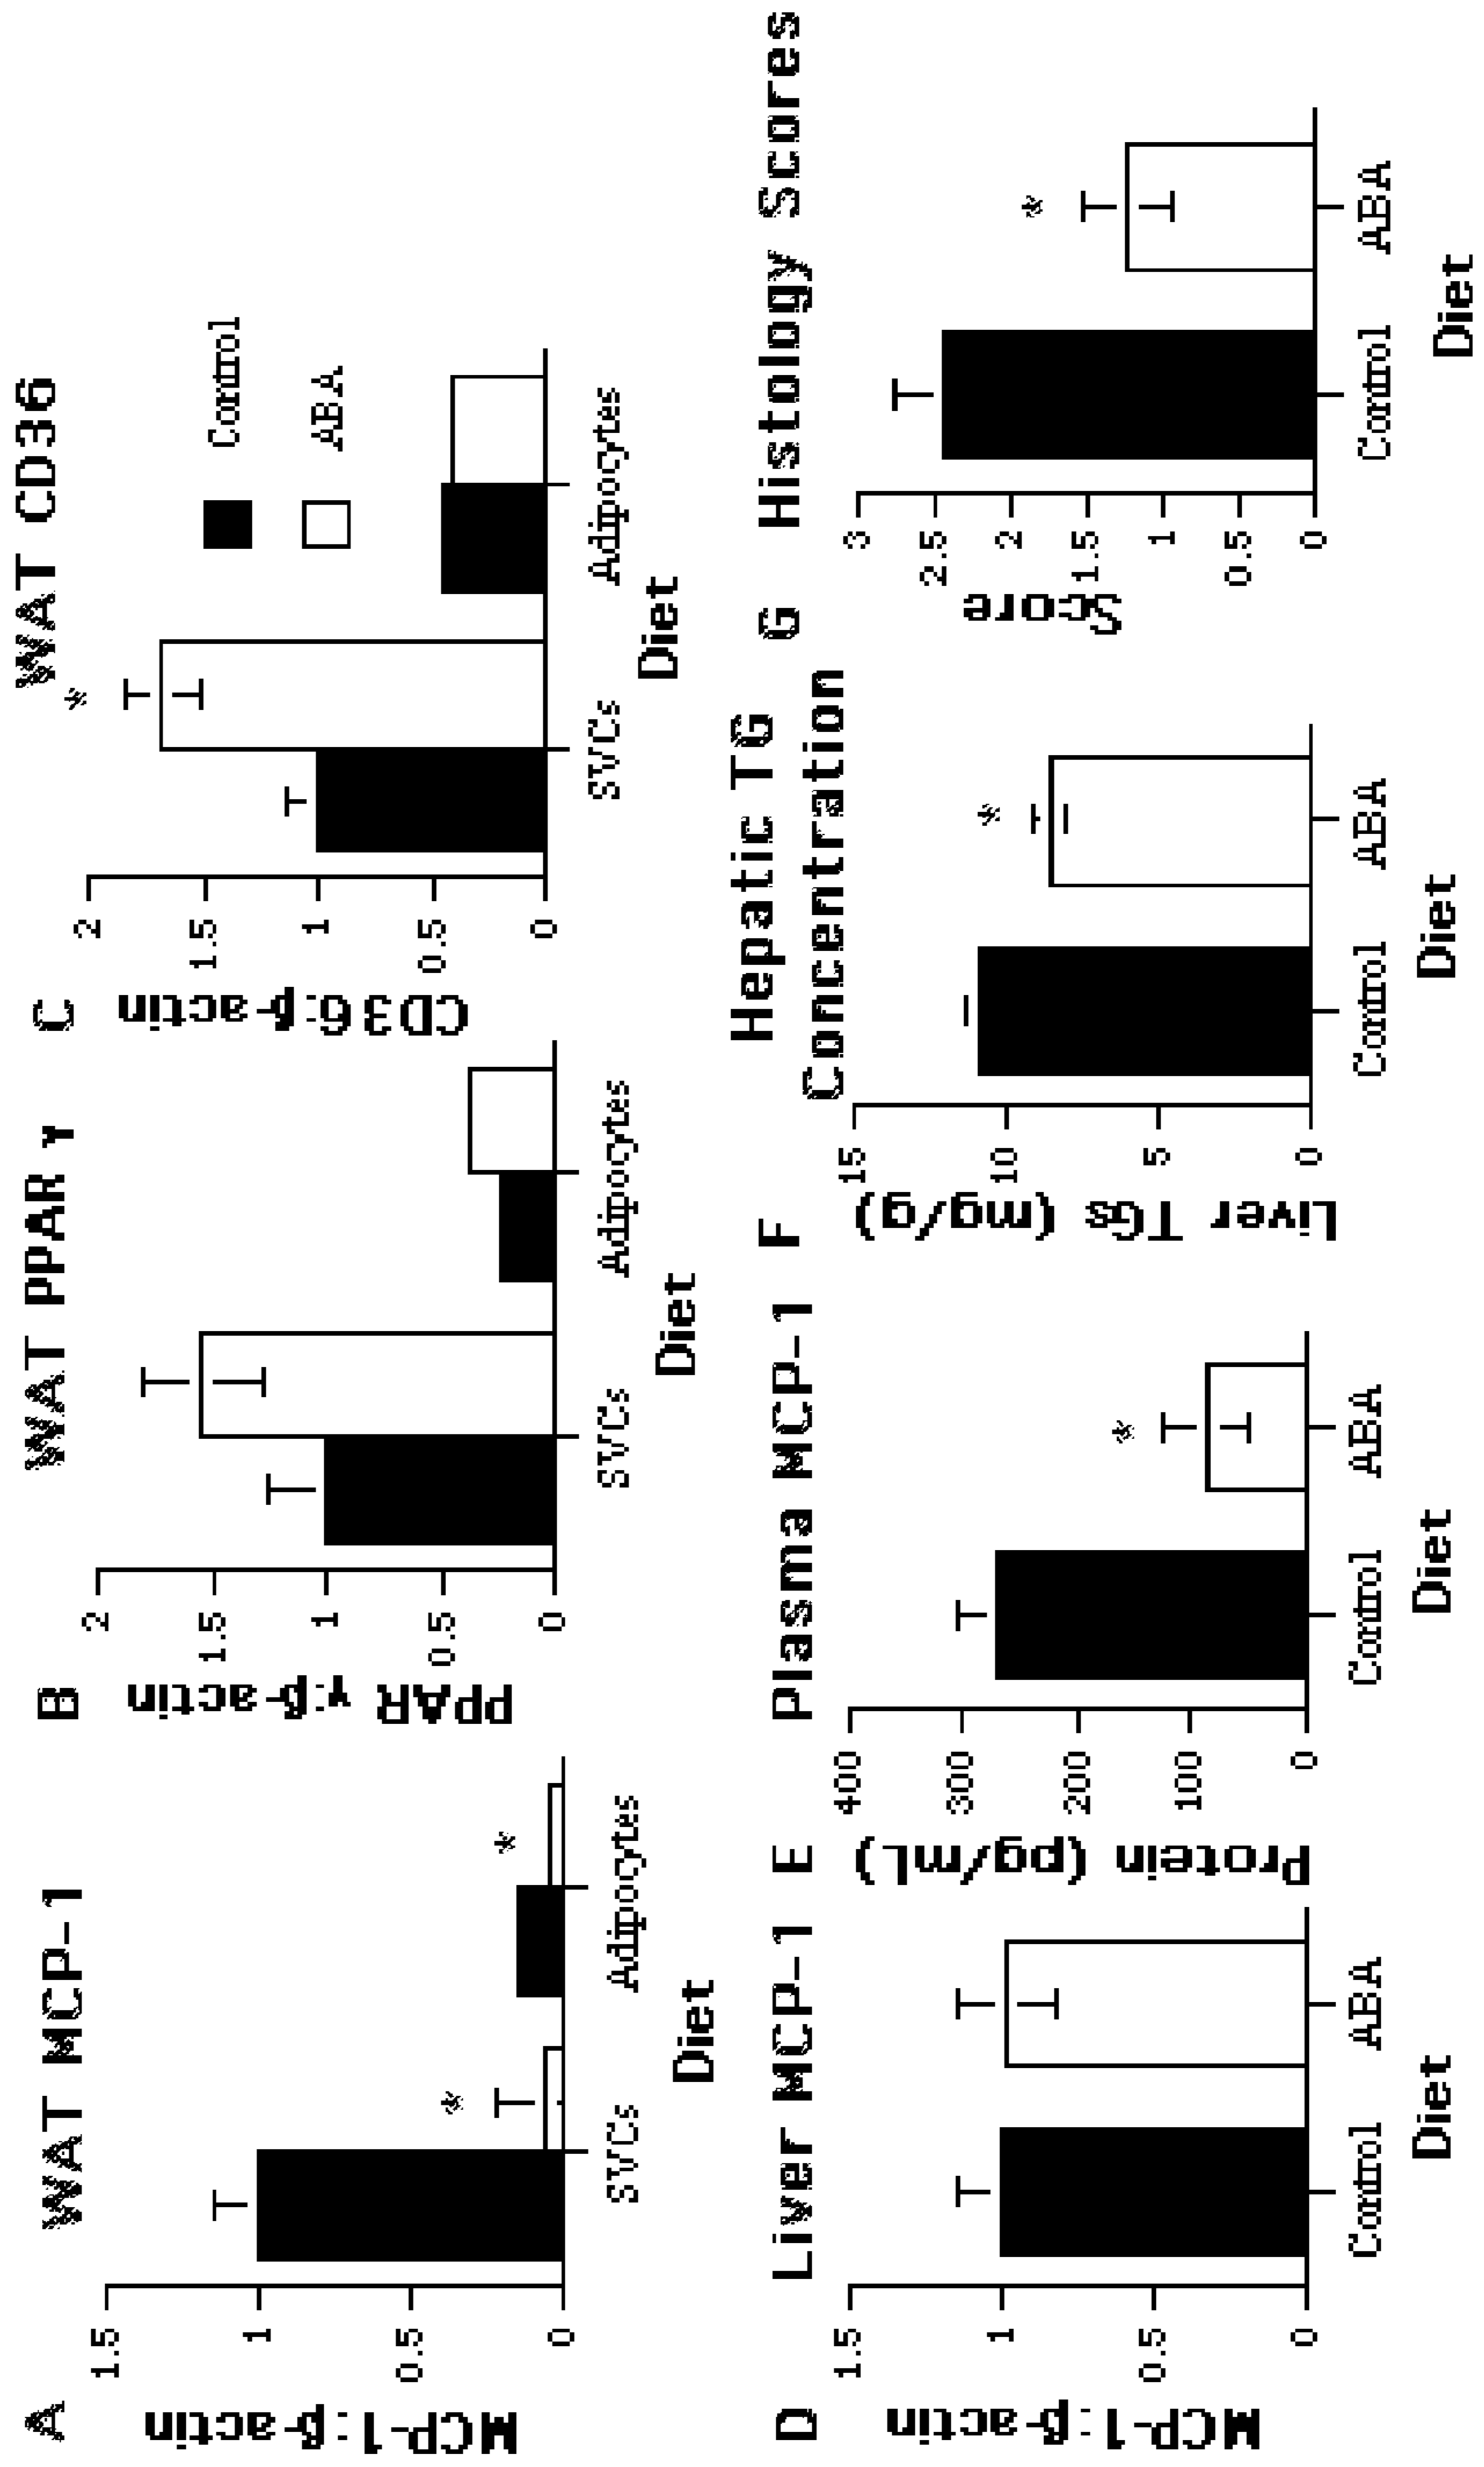 A
WAT MCP-1
MCP-1:β-actin
1.5
1
0.5
0
SVCs
Adipocytes
Diet
B
WAT PPAR γ
PPAR γ:β-actin
2
1.5
1
0.5
0
SVCs
Adipocytes
Diet
C
WAT CD36
CD36:β-actin
2
1.5
1
0.5
0
Control
ABA
SVCs
Adipocytes
Diet
D
Liver MCP-1
MCP-1:β-actin
1.5
1
0.5
0
Control
ABA
Diet
E
Plasma MCP-1
Protein (pg/mL)
400
300
200
100
0
Control
ABA
Diet
F
Hepatic TG
Concentration
Liver TGs (mg/g)
15
10
5
0
Control
ABA
Diet
G
Histology Scores
Score
3
2.5
2
1.5
1
0.5
0
Control
ABA
Diet